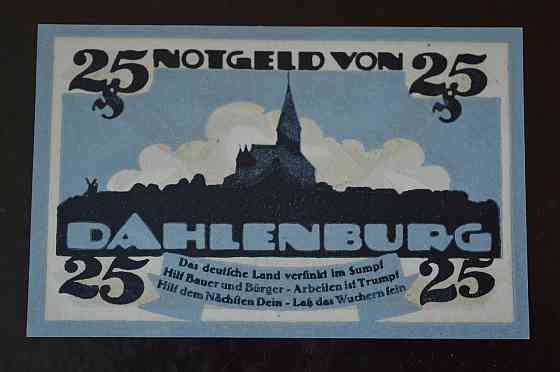 25 NOTGELD VON 25
DAHLENBURG
25 25
Das deutsche Land versinkt im Sumpf
Hilf Bauer und Bürger - Arbeiten ist Trumpf
Hilf dem Nächsten Dein - Laß das Wuchern sein